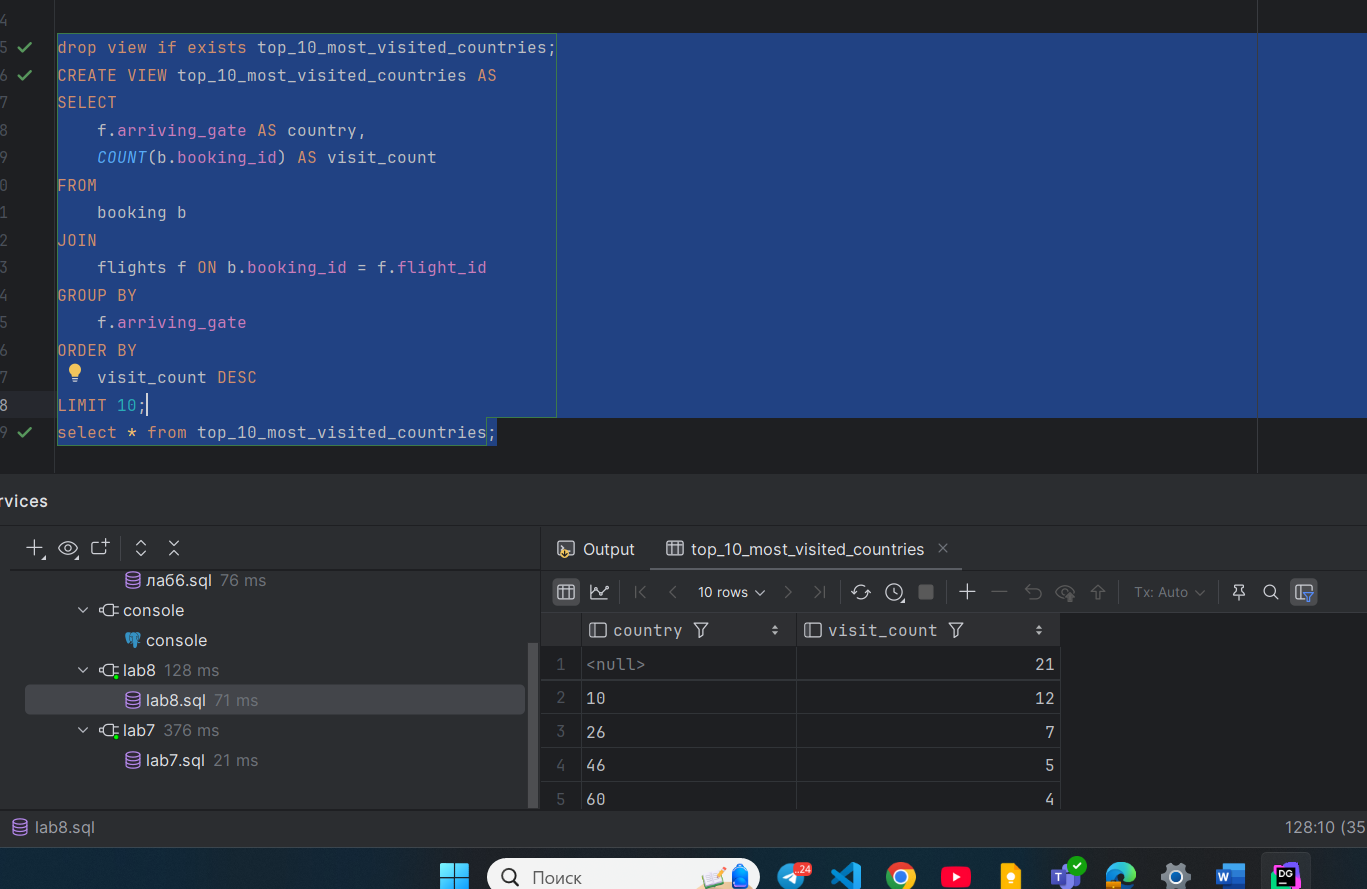 4
5 drop view if exists top_10_most_visited_countries;
6 CREATE VIEW top_10_most_visited_countries AS
7 SELECT
8 f.arriving_gate AS country,
9 COUNT(b.booking_id) AS visit_count
0 FROM
1 booking b
2 JOIN
3 flights f ON b.booking_id = f.flight_id
4 GROUP BY
5 f.arriving_gate
6 ORDER BY
7 visit_count DESC
8 LIMIT 10;
9 select * from top_10_most_visited_countries;
rvices
лаб6.sql 76 ms
console
console
lab8 128 ms
lab8.sql 71 ms
lab7 376 ms
lab7.sql 21 ms
Output top_10_most_visited_countries
10 rows Tx: Auto
country visit_count
1 <null> 21
2 10 12
3 26 7
4 46 5
5 60 4
lab8.sql 128:10 (35
Поиск
..24
T
W
DG